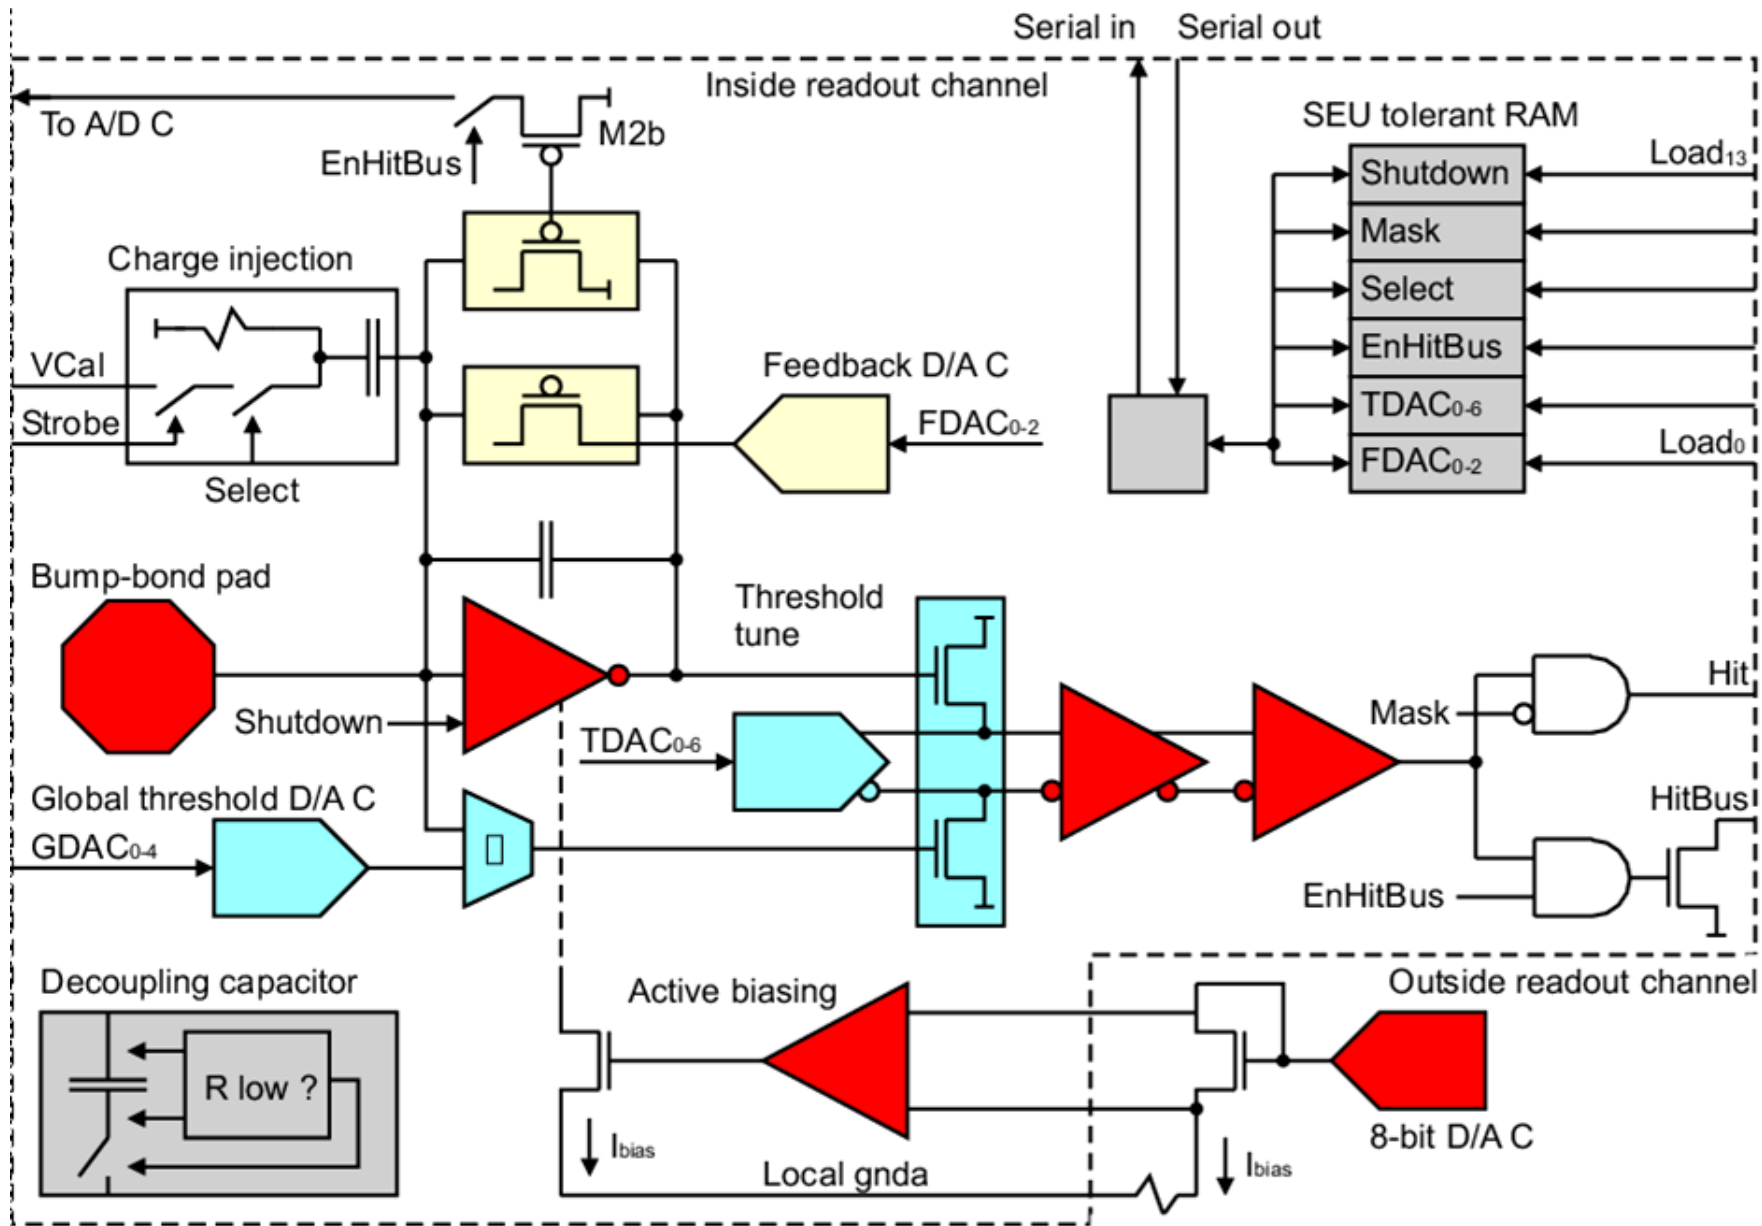 Serial in
Serial out
Inside readout channel
To A/D C
M2b
EnHitBus
SEU tolerant RAM
Shutdown
Load13
Mask
Select
EnHitBus
TDAC0-6
FDAC0-2
Load0
Charge injection
VCal
Strobe
Select
Feedback D/A C
FDAC0-2
Bump-bond pad
Threshold
tune
Shutdown
TDAC0-6
Mask
Hit
Global threshold D/A C
GDAC0-4
HitBus
EnHitBus
Decoupling capacitor
R low ?
Active biasing
Outside readout channel
8-bit D/A C
Ibias
Local gnda
Ibias